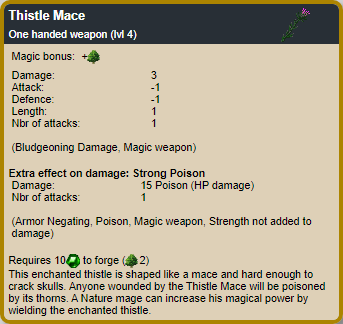 Thistle Mace
One handed weapon (lvl 4)
Magic bonus: +
Damage: 3
Attack: -1
Defence: -1
Length: 1
Nbr of attacks: 1
(Bludgeoning Damage, Magic weapon)
Extra effect on damage: Strong Poison
Damage: 15 Poison (HP damage)
Nbr of attacks: 1
(Armor Negating, Poison, Magic weapon, Strength not added to
damage)
Requires 10 to forge ( 2)
This enchanted thistle is shaped like a mace and hard enough to
crack skulls. Anyone wounded by the Thistle Mace will be poisoned
by its thorns. A Nature mage can increase his magical power by
wielding the enchanted thistle.